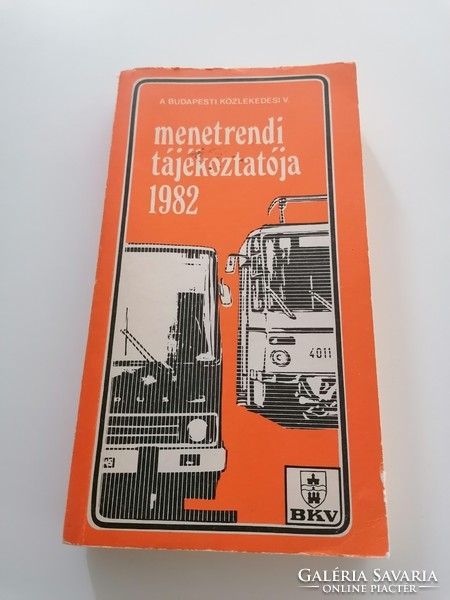 A BUDAPESTI KÖZLEKEDÉSI V.
menetrendi
tájékoztatója
1982
4011
BKV
GALÉRIA SAVARIA
ONLINE PIACTÉR